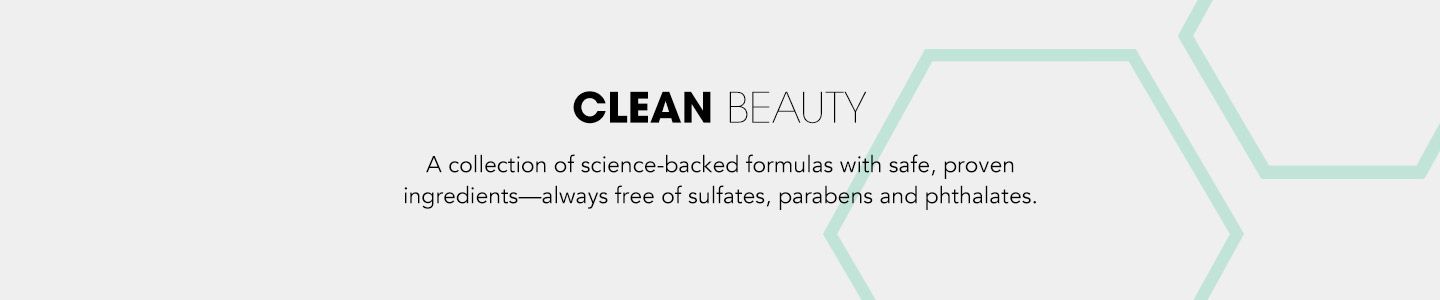 CLEAN BEAUTY
A collection of science-backed formulas with safe, proven
ingredients—always free of sulfates, parabens and phthalates.